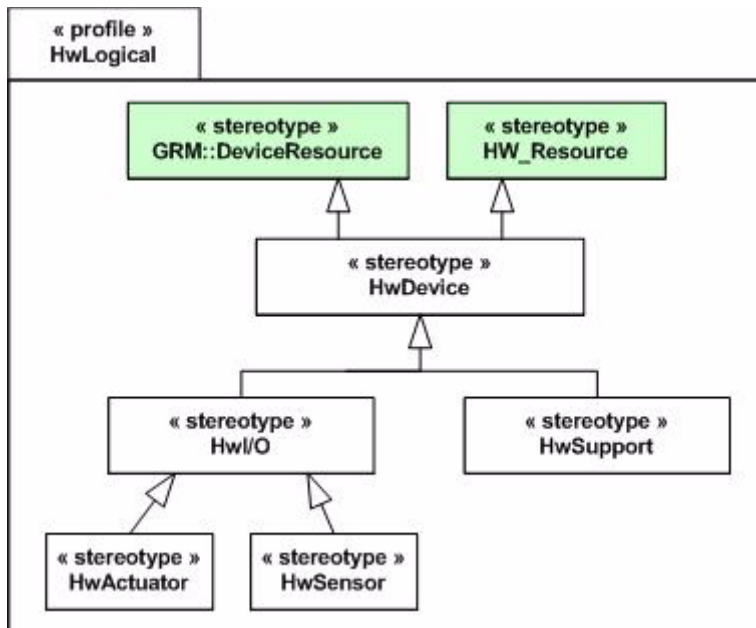 « profile »
HwLogical
« stereotype »
GRM::DeviceResource
« stereotype »
HW_Resource
« stereotype »
HwDevice
« stereotype »
HwI/O
« stereotype »
HwSupport
« stereotype »
HwActuator
« stereotype »
HwSensor